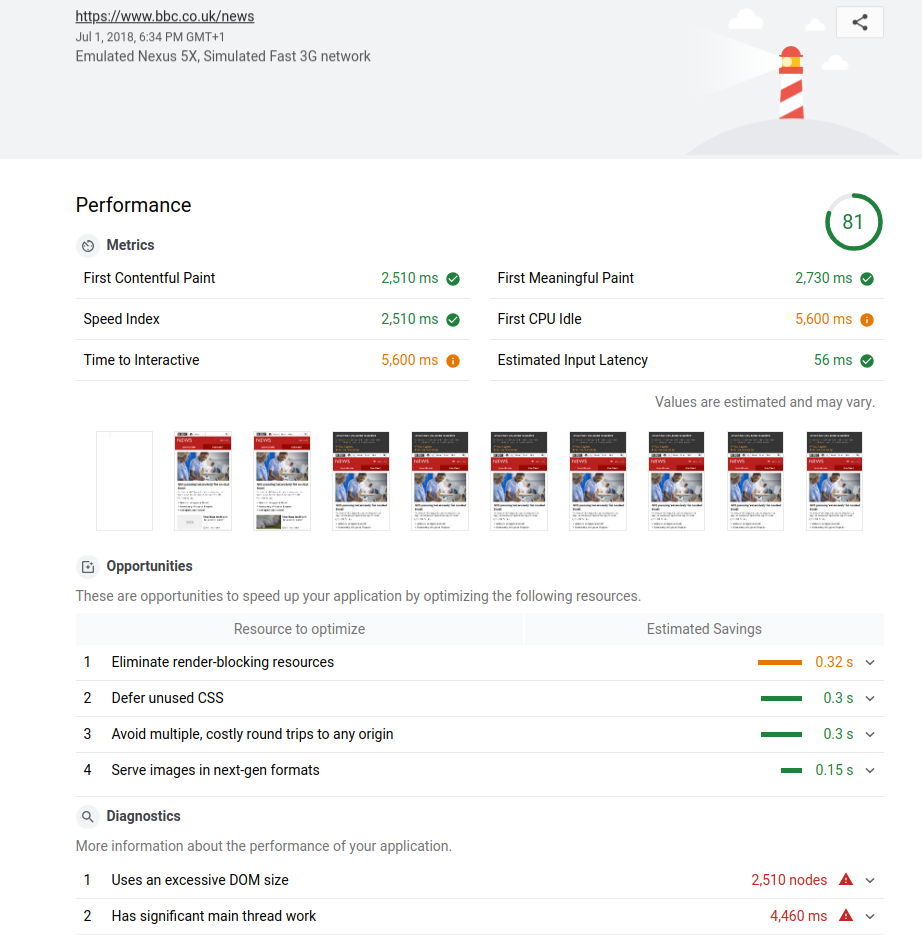 https://www.bbc.co.uk/news
Jul 1, 2018, 6:34 PM GMT+1
Emulated Nexus 5X, Simulated Fast 3G network
Performance
81
Metrics
First Contentful Paint 2,510 ms
First Meaningful Paint 2,730 ms
Speed Index 2,510 ms
First CPU Idle 5,600 ms
Time to Interactive 5,600 ms
Estimated Input Latency 56 ms
Values are estimated and may vary.
NEWS
NEWS
Opportunities
These are opportunities to speed up your application by optimizing the following resources.
Resource to optimize Estimated Savings
1 Eliminate render-blocking resources 0.32 s
2 Defer unused CSS 0.3 s
3 Avoid multiple, costly round trips to any origin 0.3 s
4 Serve images in next-gen formats 0.15 s
Diagnostics
More information about the performance of your application.
1 Uses an excessive DOM size 2,510 nodes
2 Has significant main thread work 4,460 ms